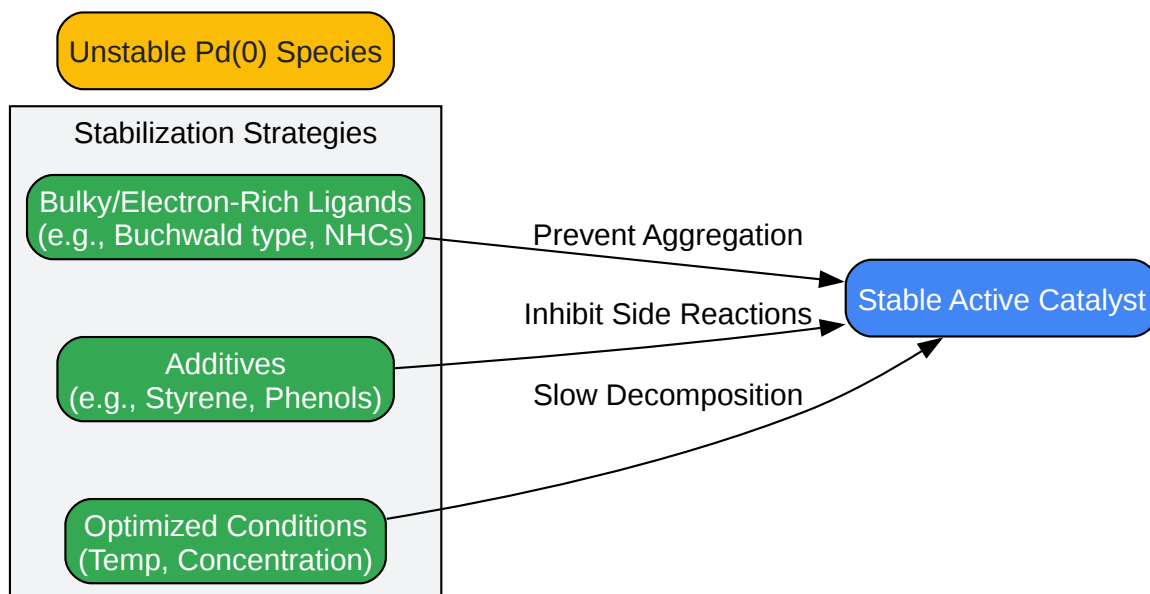 Unstable Pd(0) Species
Stabilization Strategies
Bulky/Electron-Rich Ligands
(e.g., Buchwald type, NHCs)
Prevent Aggregation
Stable Active Catalyst
Inhibit Side Reactions
Additives
(e.g., Styrene, Phenols)
Slow Decomposition
Optimized Conditions
(Temp, Concentration)